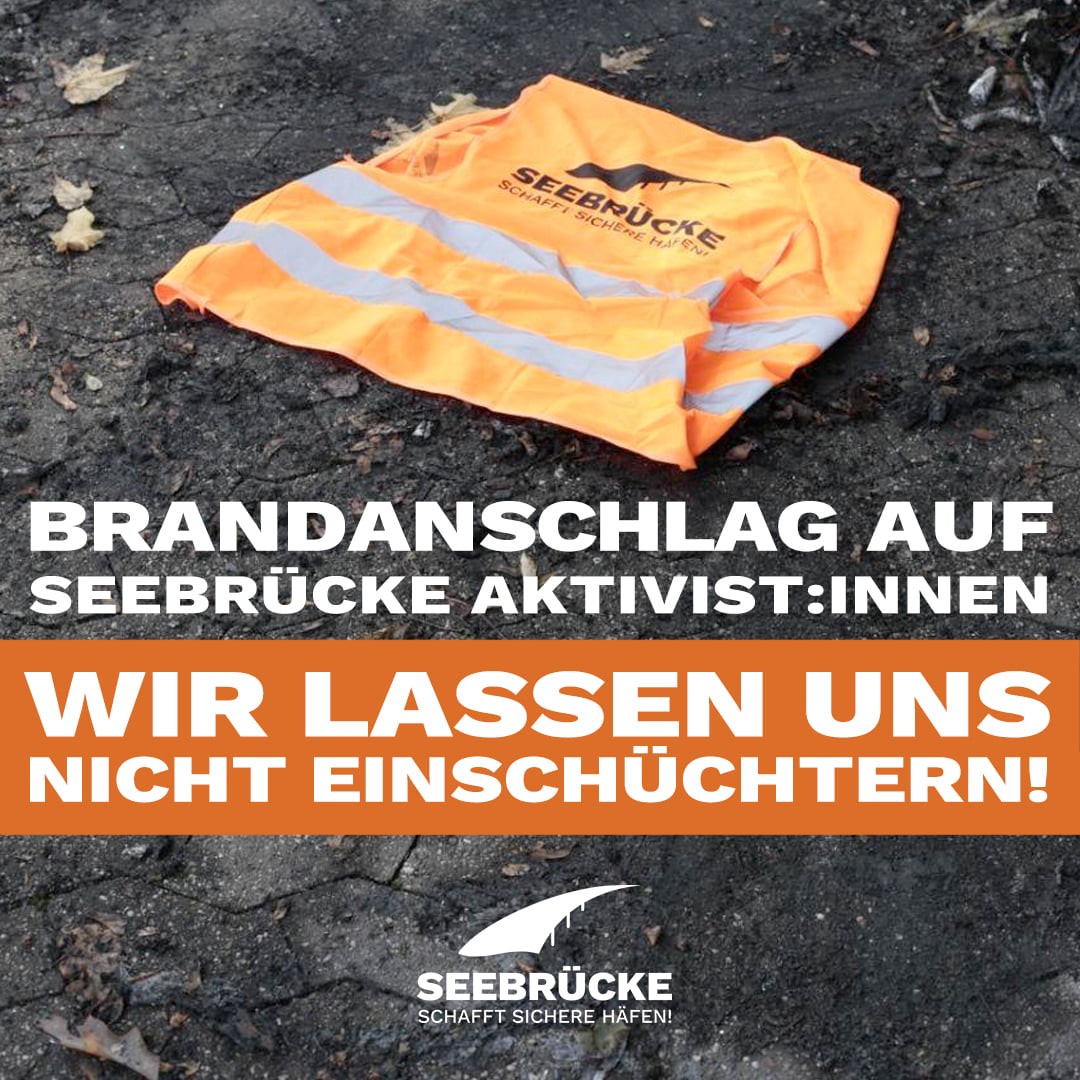 SEEBRÜCKE
SCHAFFT SICHERE HÄFEN!
BRANDANSCHLAG AUF
SEEBRÜCKE AKTIVIST:INNEN
WIR LASSEN UNS
NICHT EINSCHÜCHTERN!
SEEBRÜCKE
SCHAFFT SICHERE HÄFEN!